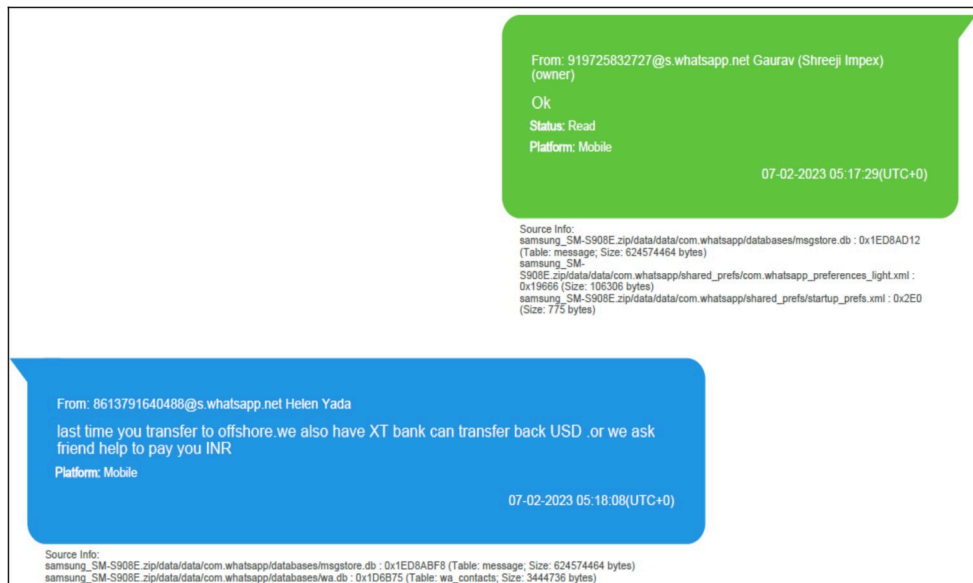 From: 919725832727@s.whatsapp.net Gaurav (Shreeji Impex)
(owner)
Ok
Status: Read
Platform: Mobile
07-02-2023 05:17:29(UTC+0)
Source Info:
samsung_SM-S908E.zip/data/data/com.whatsapp/databases/msgstore.db : 0x1ED8AD12
(Table: message; Size: 624574464 bytes)
samsung_SM-
S908E.zip/data/data/com.whatsapp/shared_prefs/com.whatsapp_preferences_light.xml :
0x19666 (Size: 106306 bytes)
samsung_SM-S908E.zip/data/data/com.whatsapp/shared_prefs/startup_prefs.xml : 0x2E0
(Size: 775 bytes)
From: 8613791640488@s.whatsapp.net Helen Yada
last time you transfer to offshore.we also have XT bank can transfer back USD .or we ask
friend help to pay you INR
Platform: Mobile
07-02-2023 05:18:08(UTC+0)
Source Info:
samsung_SM-S908E.zip/data/data/com.whatsapp/databases/msgstore.db : 0x1ED8ABF8 (Table: message; Size: 624574464 bytes)
samsung_SM-S908E.zip/data/data/com.whatsapp/databases/wa.db : 0x1D6B75 (Table: wa_contacts; Size: 3444736 bytes)